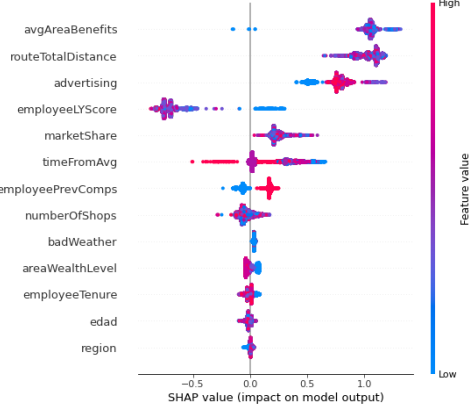 High
avgAreaBenefits
routeTotalDistance
advertising
employeeLYScore
marketShare
timeFromAvg
employeePrevComps
numberOfShops
badWeather
areaWealthLevel
employeeTenure
edad
region
Feature value
Low
−0.5 0.0 0.5 1.0
SHAP value (impact on model output)